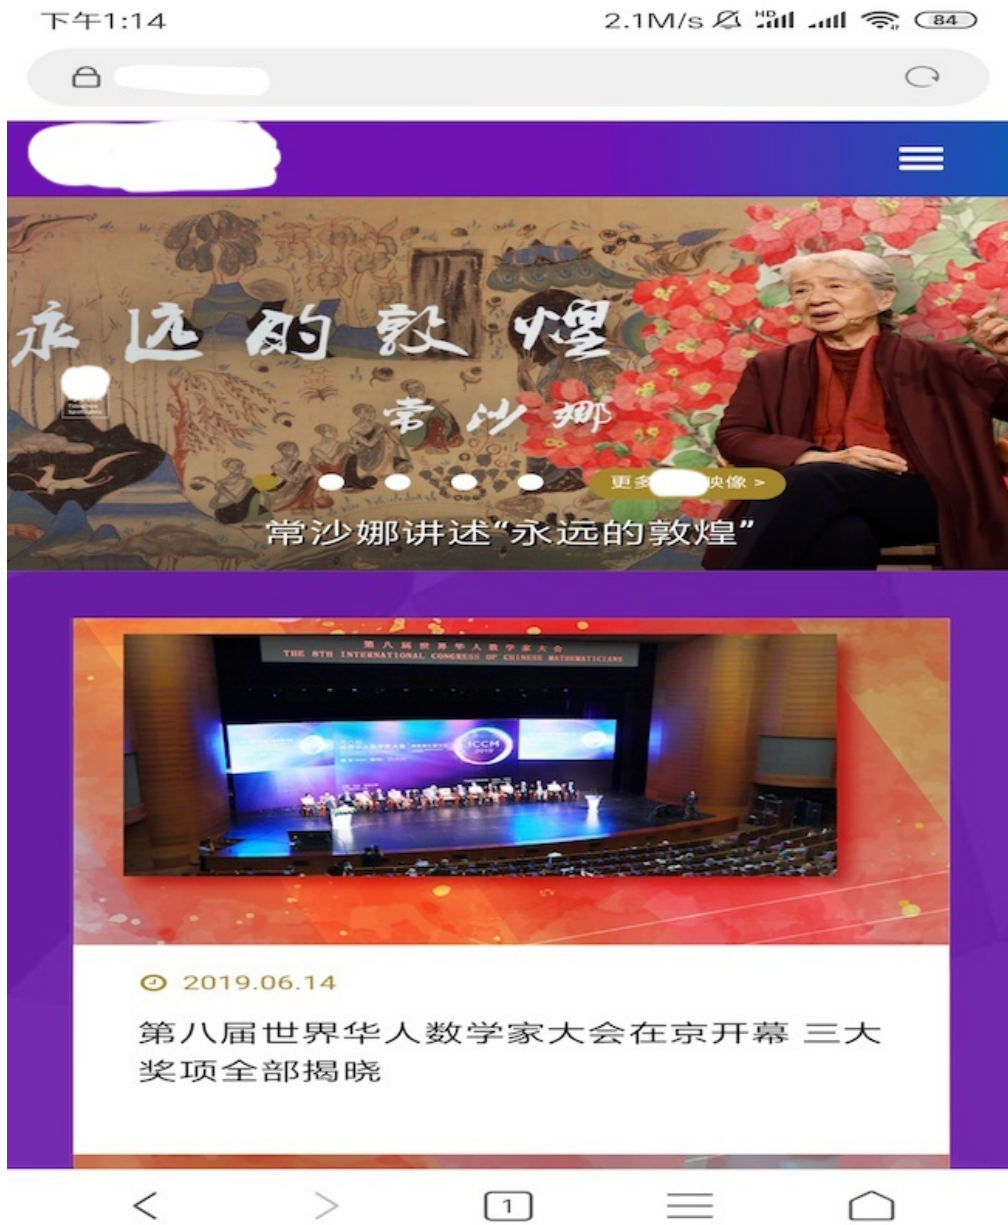 下午1:14
2.1M/s
HD
84
永远的敦煌
常沙娜
更多
映像 >
常沙娜讲述“永远的敦煌”
第八届世界华人数学家大会
THE 8TH INTERNATIONAL CONGRESS OF CHINESE MATHEMATICIANS
ICCM
2019
2019.06.14
第八届世界华人数学家大会在京开幕 三大
奖项全部揭晓
1